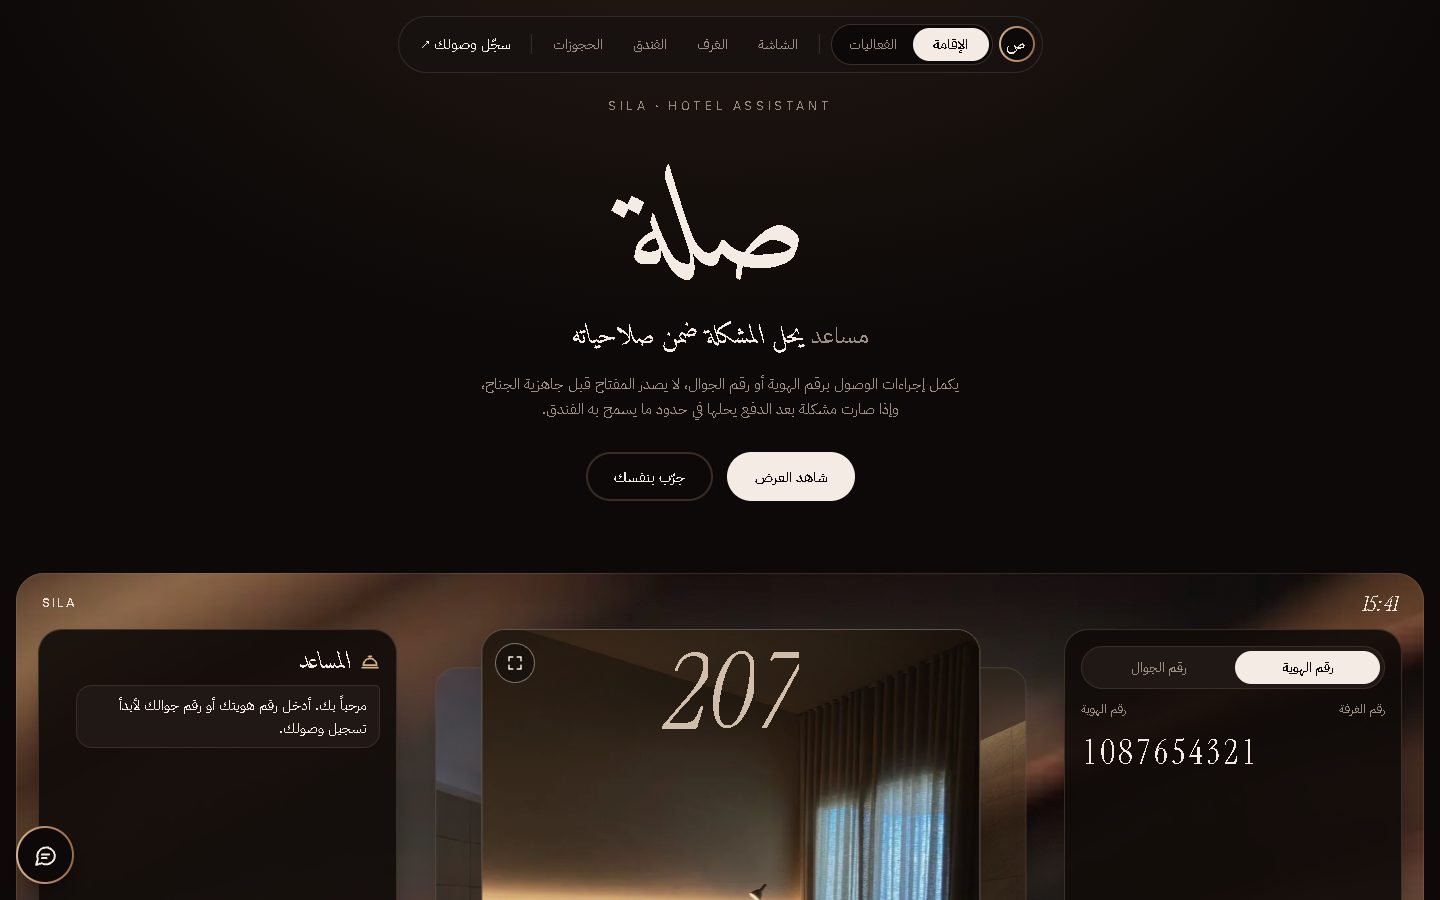 ص
الإقامة
الفعاليات
الشاشة
الغرف
الفندق
الحجوزات
سجّل وصولك ↗
SILA · HOTEL ASSISTANT
صلة
مساعد يحل المشكلة ضمن صلاحياته
يكمل إجراءات الوصول برقم الهوية أو رقم الجوال، لا يصدر المفتاح قبل جاهزية الجناح،
وإذا صارت مشكلة بعد الدفع يحلها في حدود ما يسمح به الفندق.
شاهد العرض
جرّب بنفسك
15:41
SILA
رقم الهوية
رقم الجوال
رقم الغرفة
رقم الهوية
1087654321
207
المساعد
مرحباً بك. أدخل رقم هويتك أو رقم جوالك لأبدأ
تسجيل وصولك.